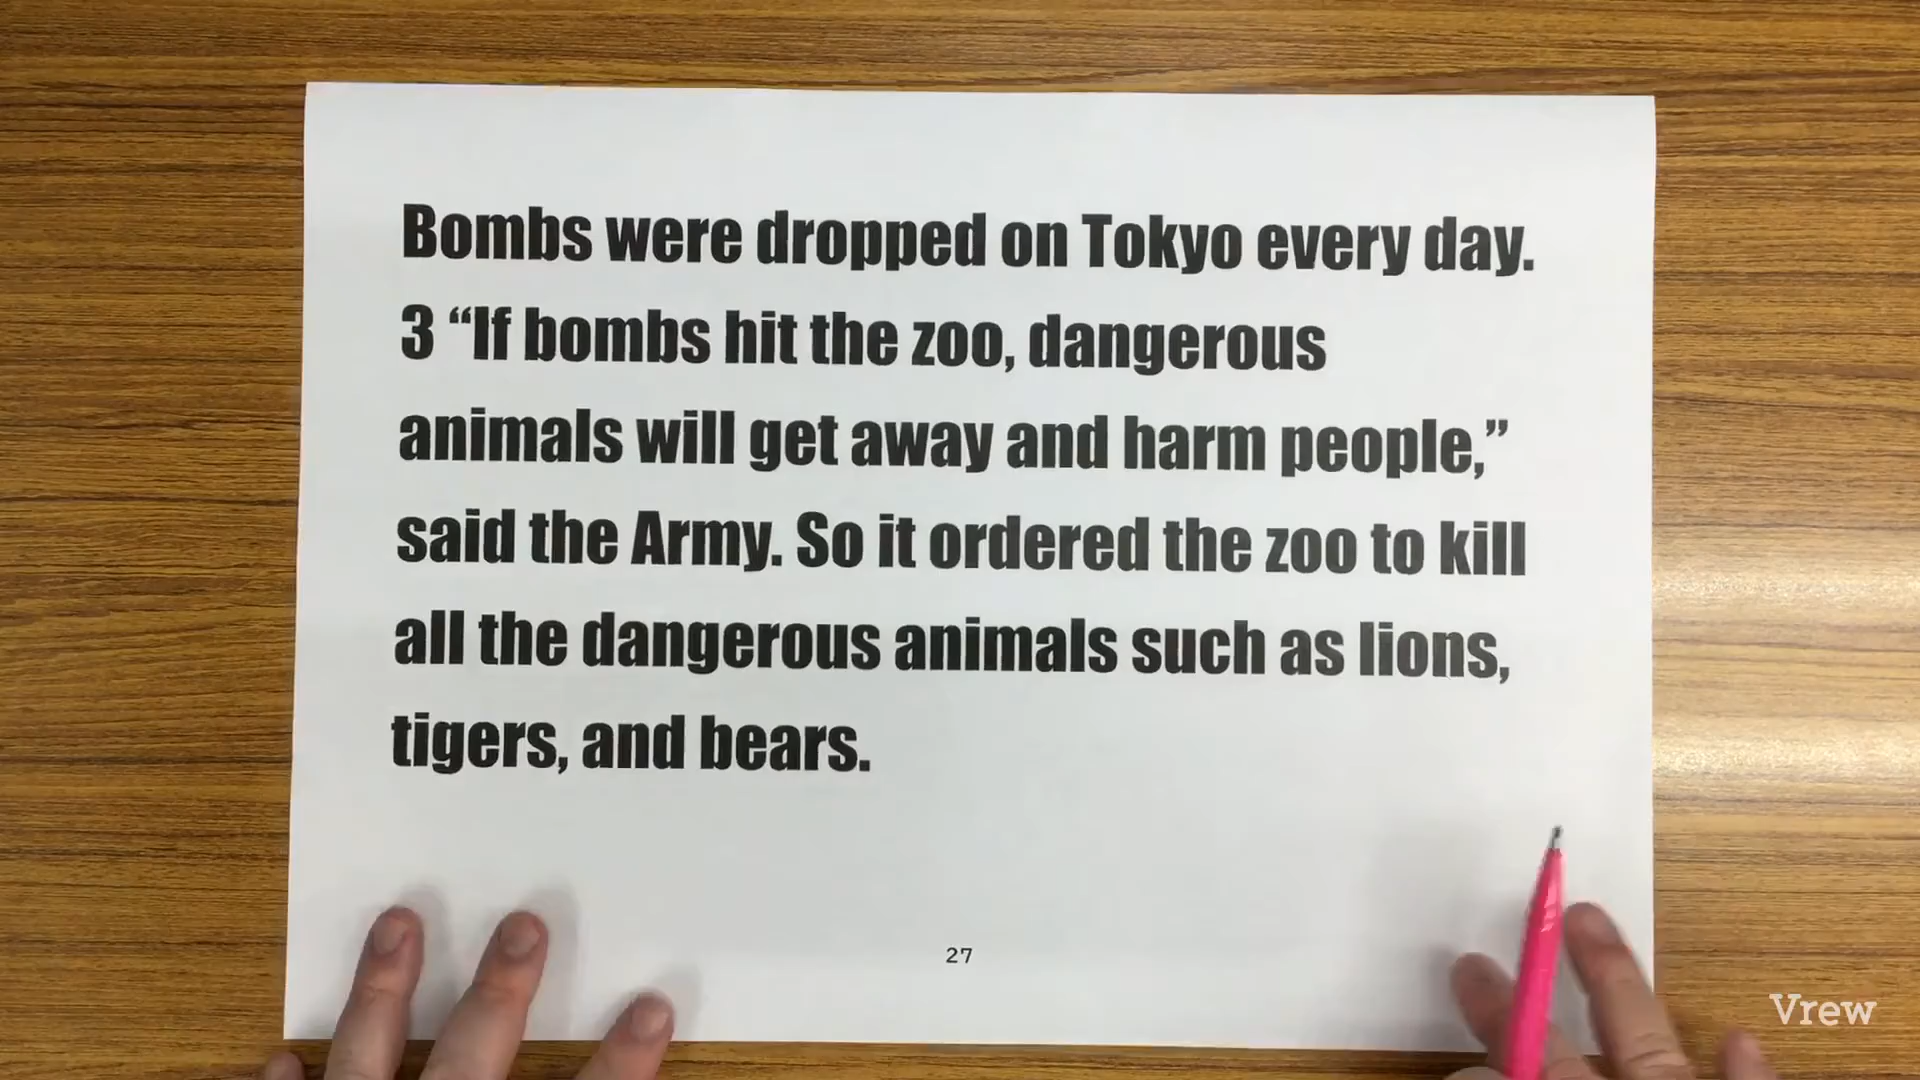 Bombs were dropped on Tokyo every day.
3 “If bombs hit the zoo, dangerous
animals will get away and harm people,”
said the Army. So it ordered the zoo to kill
all the dangerous animals such as lions,
tigers, and bears.
27
Vrew